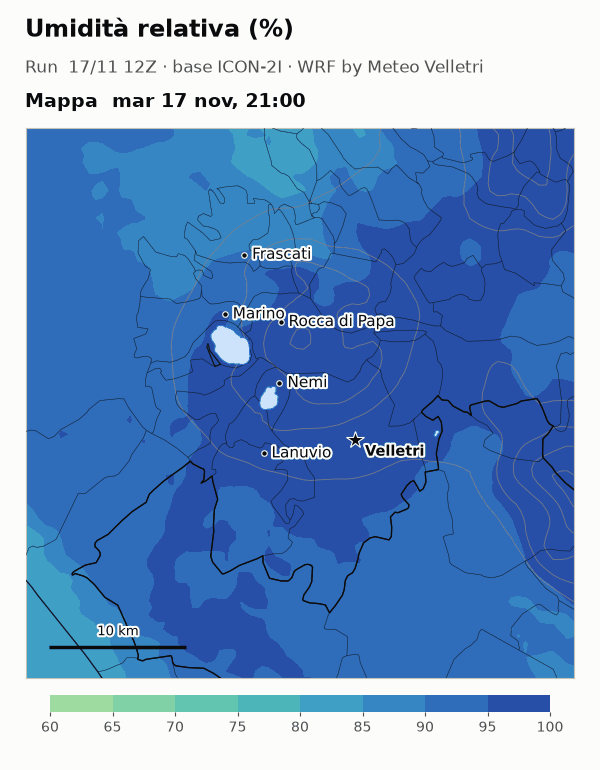 Umidità relativa (%)
Run  17/11 12Z · base ICON-2I · WRF by Meteo Velletri
Mappa  mar 17 nov, 21:00
Frascati
Marino
Rocca di Papa
Nemi
Velletri
Lanuvio
10 km
60 65 70 75 80 85 90 95 100